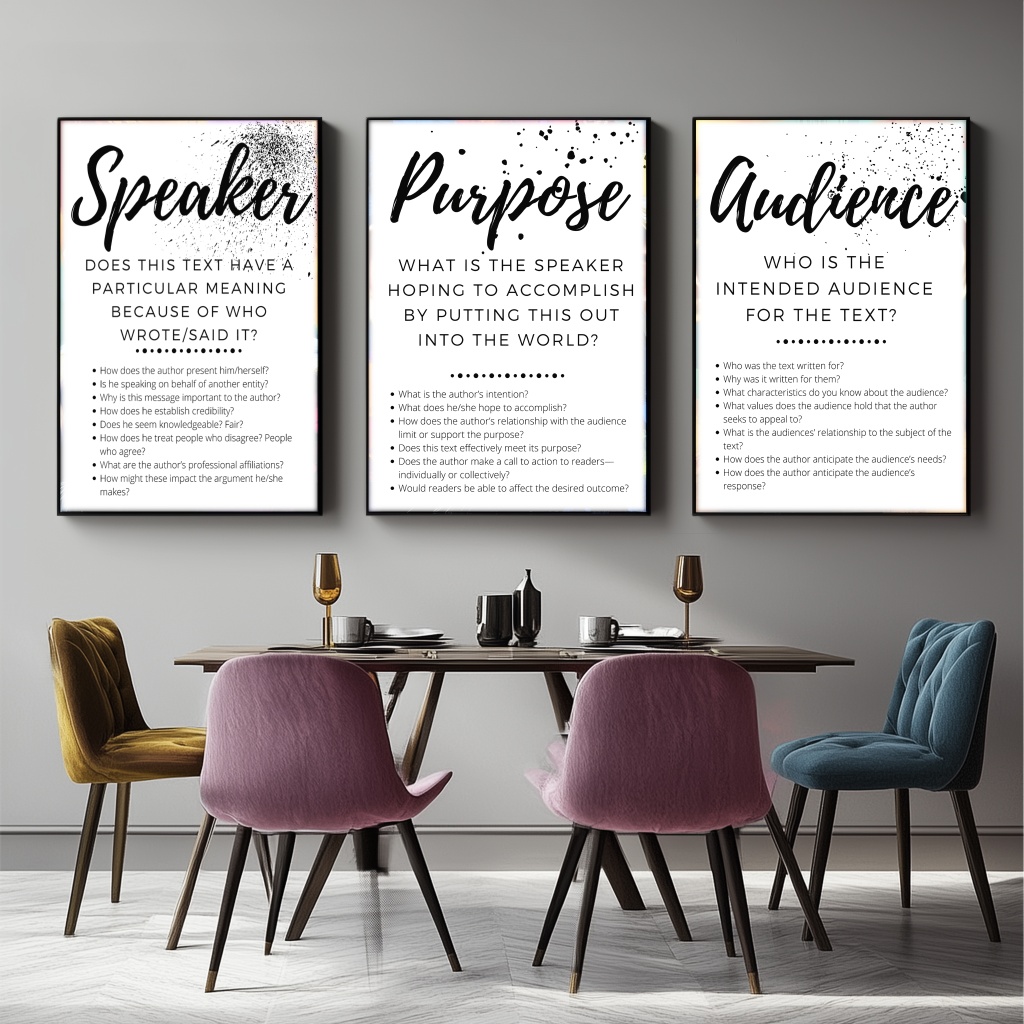 Speaker
DOES THIS TEXT HAVE A
PARTICULAR MEANING
BECAUSE OF WHO
WROTE/SAID IT?
• How does the author present him/herself?
• Is he speaking on behalf of another entity?
• Why is this message important to the author?
• How does he establish credibility?
• Does he seem knowledgeable? Fair?
• How does he treat people who disagree? People
who agree?
• What are the author's professional affiliations?
• How might these impact the argument he/she
makes?
Purpose
WHAT IS THE SPEAKER
HOPING TO ACCOMPLISH
BY PUTTING THIS OUT
INTO THE WORLD?
• What is the author's intention?
• What does he/she hope to accomplish?
• How does the author's relationship with the audience
limit or support the purpose?
• Does this text effectively meet its purpose?
• Does the author make a call to action to readers—
individually or collectively?
• Would readers be able to affect the desired outcome?
Audience
WHO IS THE
INTENDED AUDIENCE
FOR THE TEXT?
• Who was the text written for?
• Why was it written for them?
• What characteristics do you know about the audience?
• What values does the audience hold that the author
seeks to appeal to?
• What is the audiences' relationship to the subject of the
text?
• How does the author anticipate the audience's needs?
• How does the author anticipate the audience's
response?